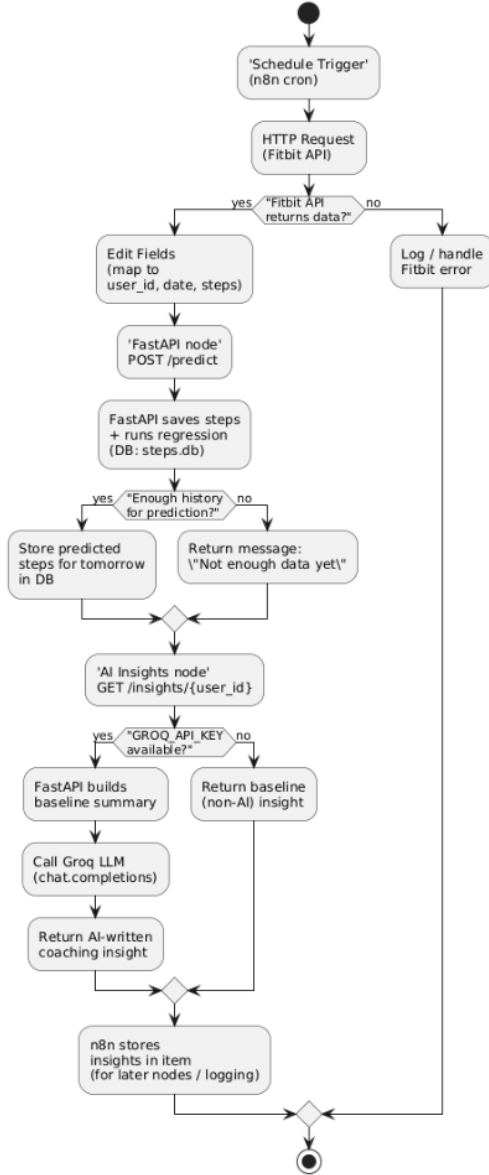 'Schedule Trigger'
(n8n cron)
HTTP Request
(Fitbit API)
yes
"Fitbit API
returns data?"
no
Edit Fields
(map to
user_id, date, steps)
Log / handle
Fitbit error
'FastAPI node'
POST /predict
FastAPI saves steps
+ runs regression
(DB: steps.db)
yes
"Enough history
for prediction?"
no
Store predicted
steps for tomorrow
in DB
Return message:
\"Not enough data yet\"
'AI Insights node'
GET /insights/{user_id}
yes
"GROQ_API_KEY
available?"
no
FastAPI builds
baseline summary
Return baseline
(non-AI) insight
Call Groq LLM
(chat.completions)
Return AI-written
coaching insight
n8n stores
insights in item
(for later nodes / logging)